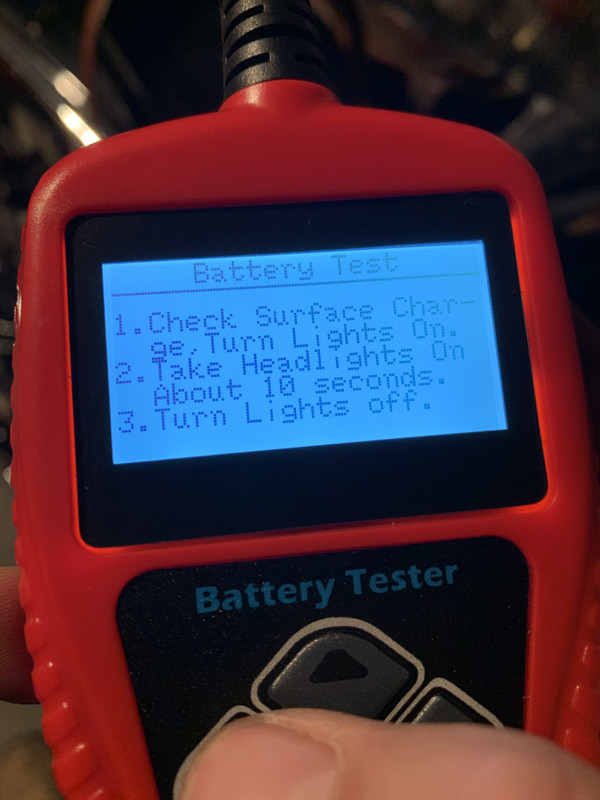 Battery Test
1.Check Surface Char-
ge,Turn Lights On.
2.Take Headlights On
About 10 seconds.
3.Turn Lights off.
Battery Tester